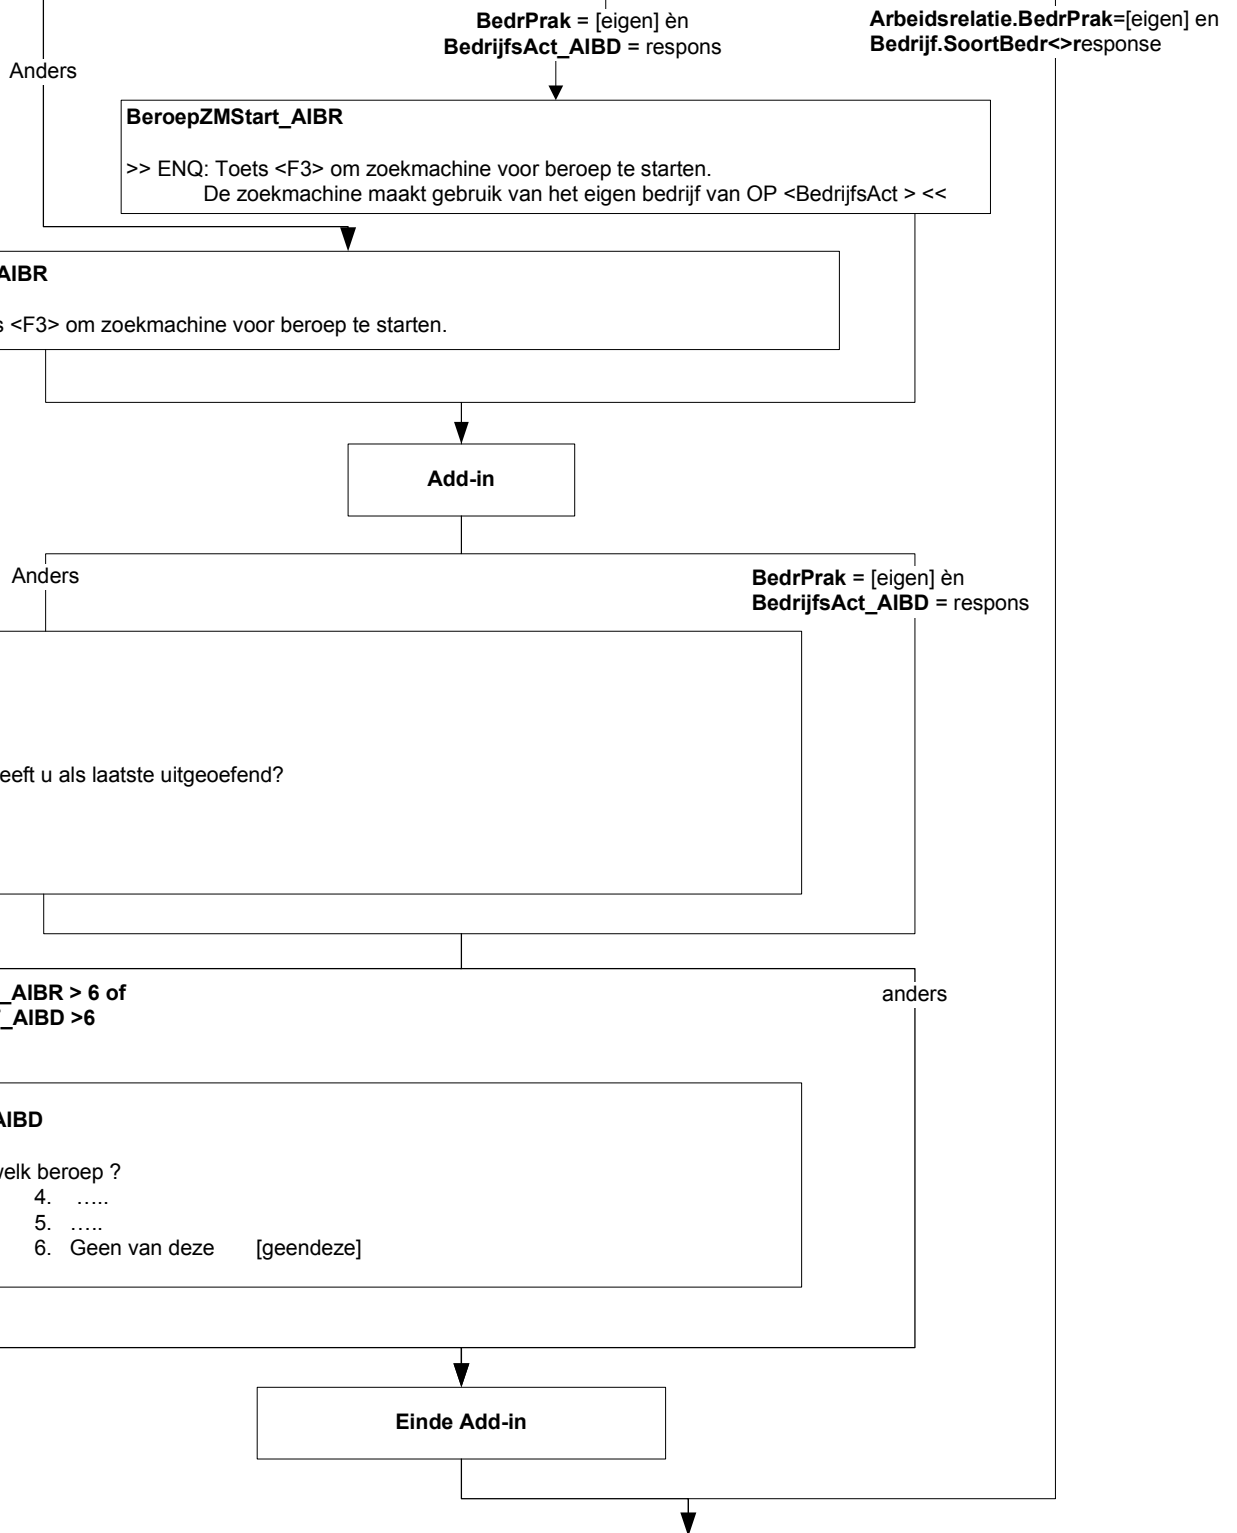 BedrPrak = [eigen] èn
BedrijfsAct_AIBD = respons
Arbeidsrelatie.BedrPrak=[eigen] en
Bedrijf.SoortBedr<>response
Anders
BeroepZMStart_AIBR
>> ENQ: Toets <F3> om zoekmachine voor beroep te starten.
De zoekmachine maakt gebruik van het eigen bedrijf van OP <BedrijfsAct > <<
AIBR
s <F3> om zoekmachine voor beroep te starten.
Add-in
Anders
BedrPrak = [eigen] èn
BedrijfsAct_AIBD = respons
eeft u als laatste uitgeoefend?
_AIBR > 6 of
_AIBD >6
anders
AIBD
welk beroep ?
4. …..
5. …..
6. Geen van deze [geendeze]
Einde Add-in